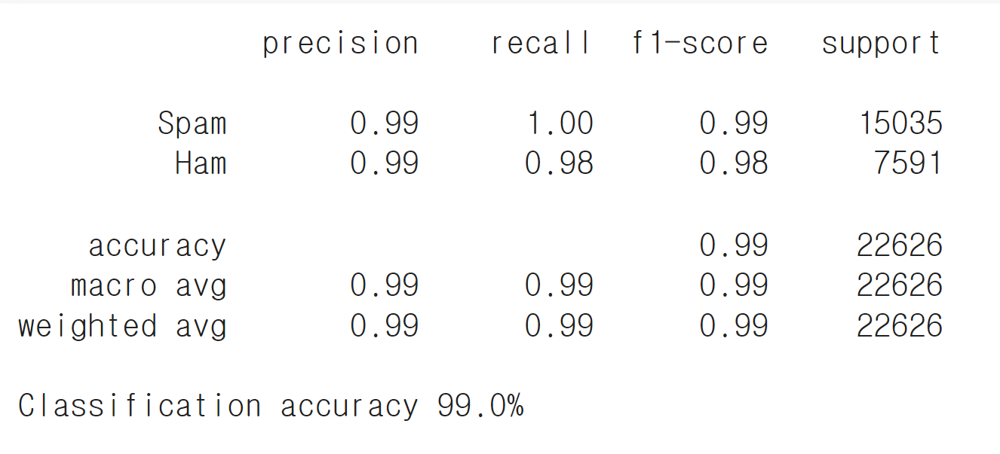 precision recall f1-score support
Spam 0.99 1.00 0.99 15035
Ham 0.99 0.98 0.98 7591
accuracy 0.99 22626
macro avg 0.99 0.99 0.99 22626
weighted avg 0.99 0.99 0.99 22626
Classification accuracy 99.0%